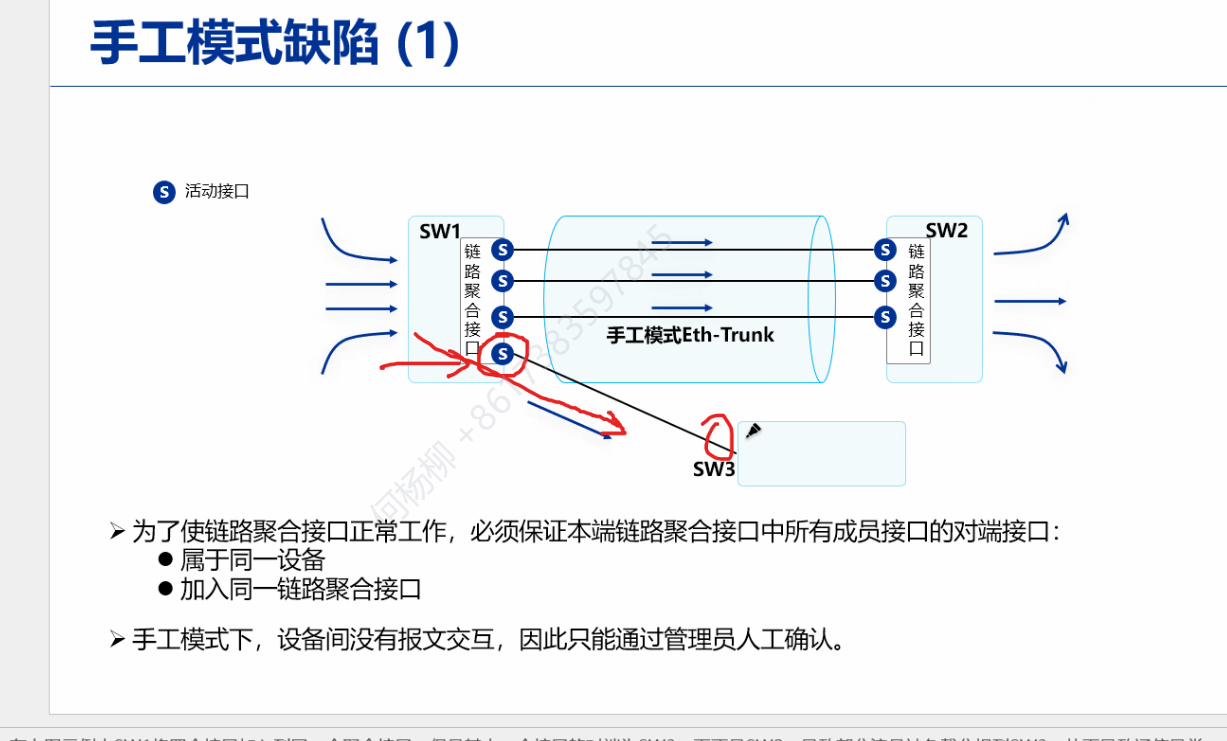 手工模式缺陷 (1)
S 活动接口
SW1
SW2
链路聚合接口
S
S
S
S
S
S
S
链路聚合接口
手工模式Eth-Trunk
SW3
何杨柳 +86
383597845
➢ 为了使链路聚合接口正常工作，必须保证本端链路聚合接口中所有成员接口的对端接口：
● 属于同一设备
● 加入同一链路聚合接口
➢ 手工模式下，设备间没有报文交互，因此只能通过管理员人工确认。